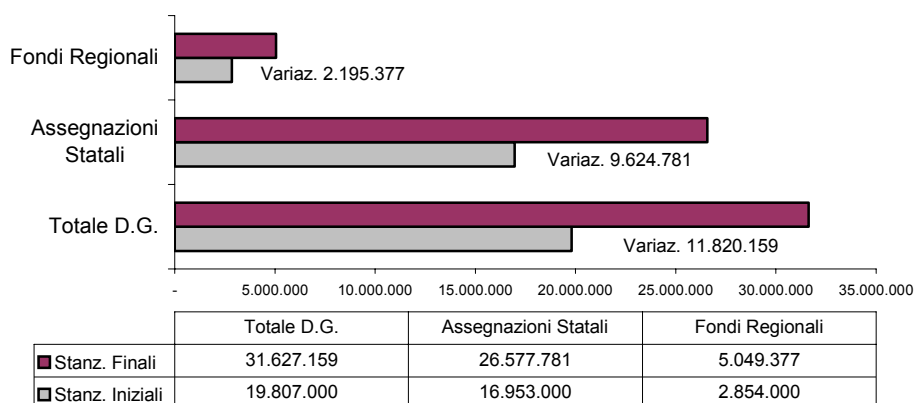 Fondi Regionali
Variaz. 2.195.377
Assegnazioni
Statali
Variaz. 9.624.781
Totale D.G.
Variaz. 11.820.159
- 5.000.000 10.000.000 15.000.000 20.000.000 25.000.000 30.000.000 35.000.000
Totale D.G. Assegnazioni Statali Fondi Regionali
Stanz. Finali 31.627.159 26.577.781 5.049.377
Stanz. Iniziali 19.807.000 16.953.000 2.854.000